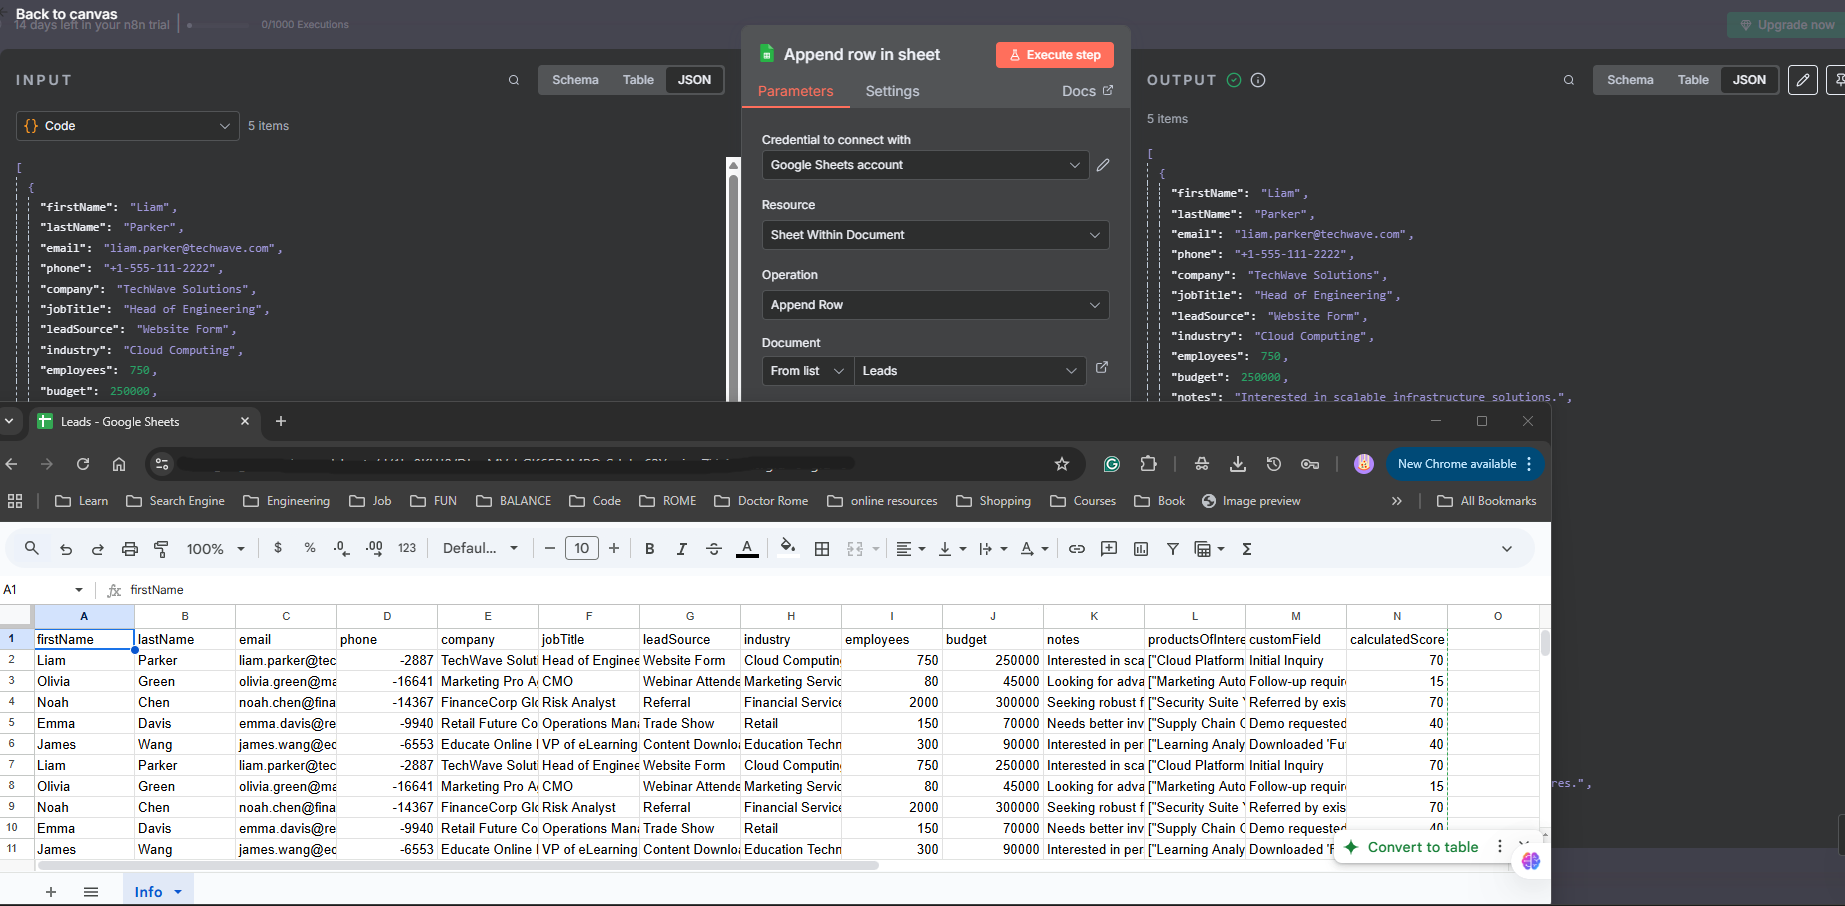 Back to canvas
14 days left in your n8n trial
0/1000 Executions
Upgrade now
INPUT
Schema
Table
JSON
Code
5 items
[
{
"firstName": "Liam",
"lastName": "Parker",
"email": "liam.parker@techwave.com",
"phone": "+1-555-111-2222",
"company": "TechWave Solutions",
"jobTitle": "Head of Engineering",
"leadSource": "Website Form",
"industry": "Cloud Computing",
"employees": 750,
"budget": 250000,
Append row in sheet
Execute step
Parameters
Settings
Docs
Credential to connect with
Google Sheets account
Resource
Sheet Within Document
Operation
Append Row
Document
From list
Leads
OUTPUT
Schema
Table
JSON
5 items
[
{
"firstName": "Liam",
"lastName": "Parker",
"email": "liam.parker@techwave.com",
"phone": "+1-555-111-2222",
"company": "TechWave Solutions",
"jobTitle": "Head of Engineering",
"leadSource": "Website Form",
"industry": "Cloud Computing",
"employees": 750,
"budget": 250000,
"notes": "Interested in scalable infrastructure solutions.",
res.",
Leads - Google Sheets
New Chrome available
Learn Search Engine Engineering Job FUN BALANCE Code ROME Doctor Rome online resources Shopping Courses Book Image preview » All Bookmarks
100% $ % .0 .00 123 Defaul... − 10 + B I A A Σ
A1 fx firstName
A B C D E F G H I J K L M N O
1 firstName lastName email phone company jobTitle leadSource industry employees budget notes productsOfIntere customField calculatedScore
2 Liam Parker liam.parker@tec -2887 TechWave Solut Head of Enginee Website Form Cloud Computin 750 250000 Interested in sca ["Cloud Platform Initial Inquiry 70
3 Olivia Green olivia.green@ma -16641 Marketing Pro A CMO Webinar Attende Marketing Servic 80 45000 Looking for adva ["Marketing Auto Follow-up requir 15
4 Noah Chen noah.chen@fina -14367 FinanceCorp Glo Risk Analyst Referral Financial Service 2000 300000 Seeking robust f ["Security Suite Referred by exis 70
5 Emma Davis emma.davis@re -9940 Retail Future Co Operations Man Trade Show Retail 150 70000 Needs better inv ["Supply Chain C Demo requested 40
6 James Wang james.wang@ed -6553 Educate Online VP of eLearning Content Downlo Education Techn 300 90000 Interested in per ["Learning Analy Downloaded 'Fu 40
7 Liam Parker liam.parker@tec -2887 TechWave Solut Head of Enginee Website Form Cloud Computin 750 250000 Interested in sca ["Cloud Platform Initial Inquiry 70
8 Olivia Green olivia.green@ma -16641 Marketing Pro A CMO Webinar Attende Marketing Servic 80 45000 Looking for adva ["Marketing Auto Follow-up requir 15
9 Noah Chen noah.chen@fina -14367 FinanceCorp Glo Risk Analyst Referral Financial Service 2000 300000 Seeking robust f ["Security Suite Referred by exis 70
10 Emma Davis emma.davis@re -9940 Retail Future Co Operations Man Trade Show Retail 150 70000 Needs better inv ["Supply Chain C Demo requested 40
11 James Wang james.wang@ed -6553 Educate Online VP of eLearning Content Downlo Education Techn 300 90000 Interested in per ["Learning Analy Downloaded 'F
Convert to table
Info